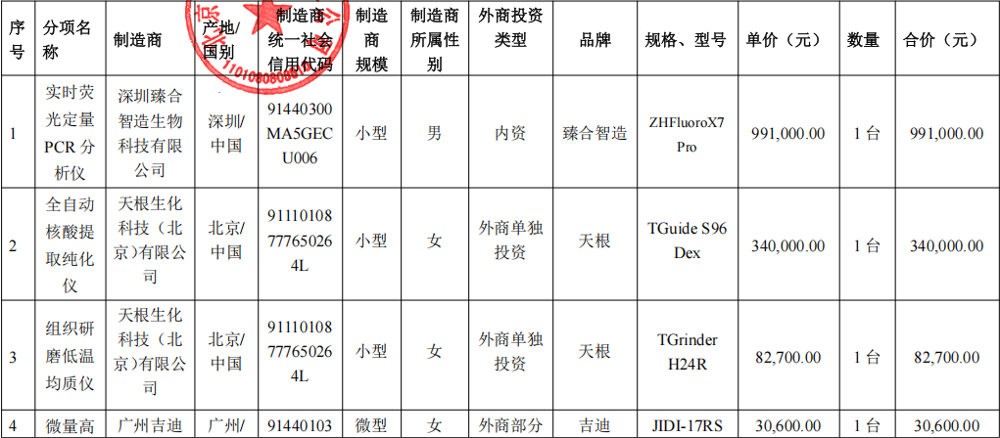 序号 分项名称 制造商 产地/国别 制造商统一社会信用代码 制造商规模 制造商所属性别 外商投资类型 品牌 规格、型号 单价（元） 数量 合价（元）
1 实时荧光定量PCR 分析仪 深圳臻合智造生物科技有限公司 深圳/中国 91440300MA5GECU006 小型 男 内资 臻合智造 ZHFluoroX7 Pro 991,000.00 1 台 991,000.00
2 全自动核酸提取纯化仪 天根生化科技（北京）有限公司 北京/中国 91110108777650264L 小型 女 外商单独投资 天根 TGuide S96 Dex 340,000.00 1 台 340,000.00
3 组织研磨低温均质仪 天根生化科技（北京）有限公司 北京/中国 91110108777650264L 小型 女 外商单独投资 天根 TGrinder H24R 82,700.00 1 台 82,700.00
4 微量高 广州吉迪 广州/ 91440103 微型 女 外商部分 吉迪 JIDI-17RS 30,600.00 1 台 30,600.00